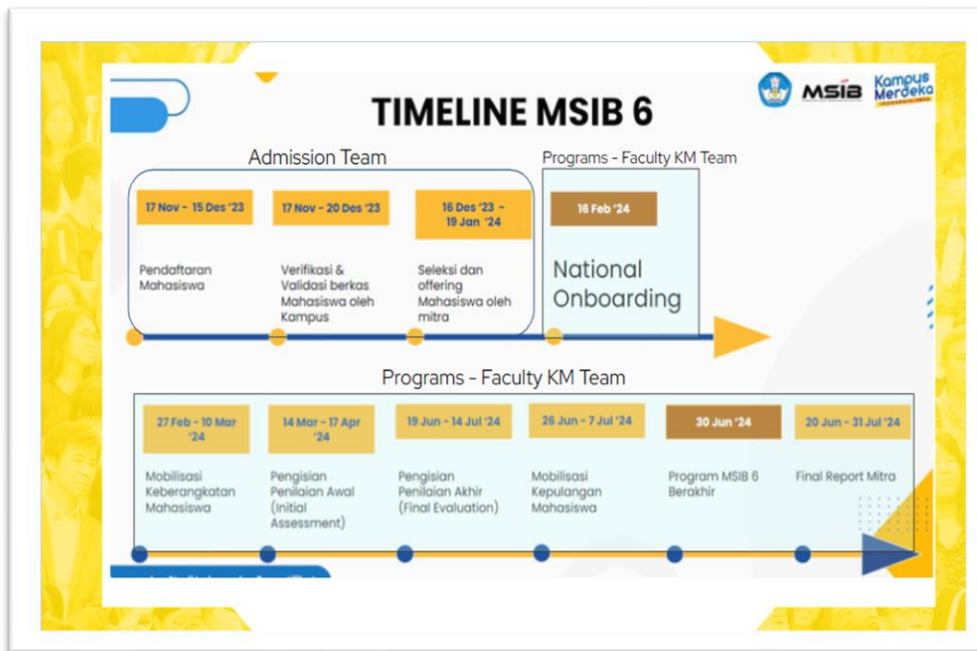 MSIB
Kampus
Merdeka
TIMELINE MSIB 6
Admission Team
Programs - Faculty KM Team
17 Nov - 15 Des '23
17 Nov - 20 Des '23
16 Des '23 -
19 Jan '24
16 Feb '24
Pendaftaran
Mahasiswa
Verifikasi &
Validasi berkas
Mahasiswa oleh
Kampus
Seleksi dan
offering
Mahasiswa oleh
mitra
National
Onboarding
Programs - Faculty KM Team
27 Feb - 10 Mar
'24
14 Mar - 17 Apr
'24
19 Jun - 14 Jul '24
26 Jun - 7 Jul '24
30 Jun '24
20 Jun - 31 Jul '24
Mobilisasi
Keberangkatan
Mahasiswa
Pengisian
Penilaian Awal
(Initial
Assessment)
Pengisian
Penilaian Akhir
(Final Evaluation)
Mobilisasi
Kepulangan
Mahasiswa
Program MSIB 6
Berakhir
Final Report Mitra